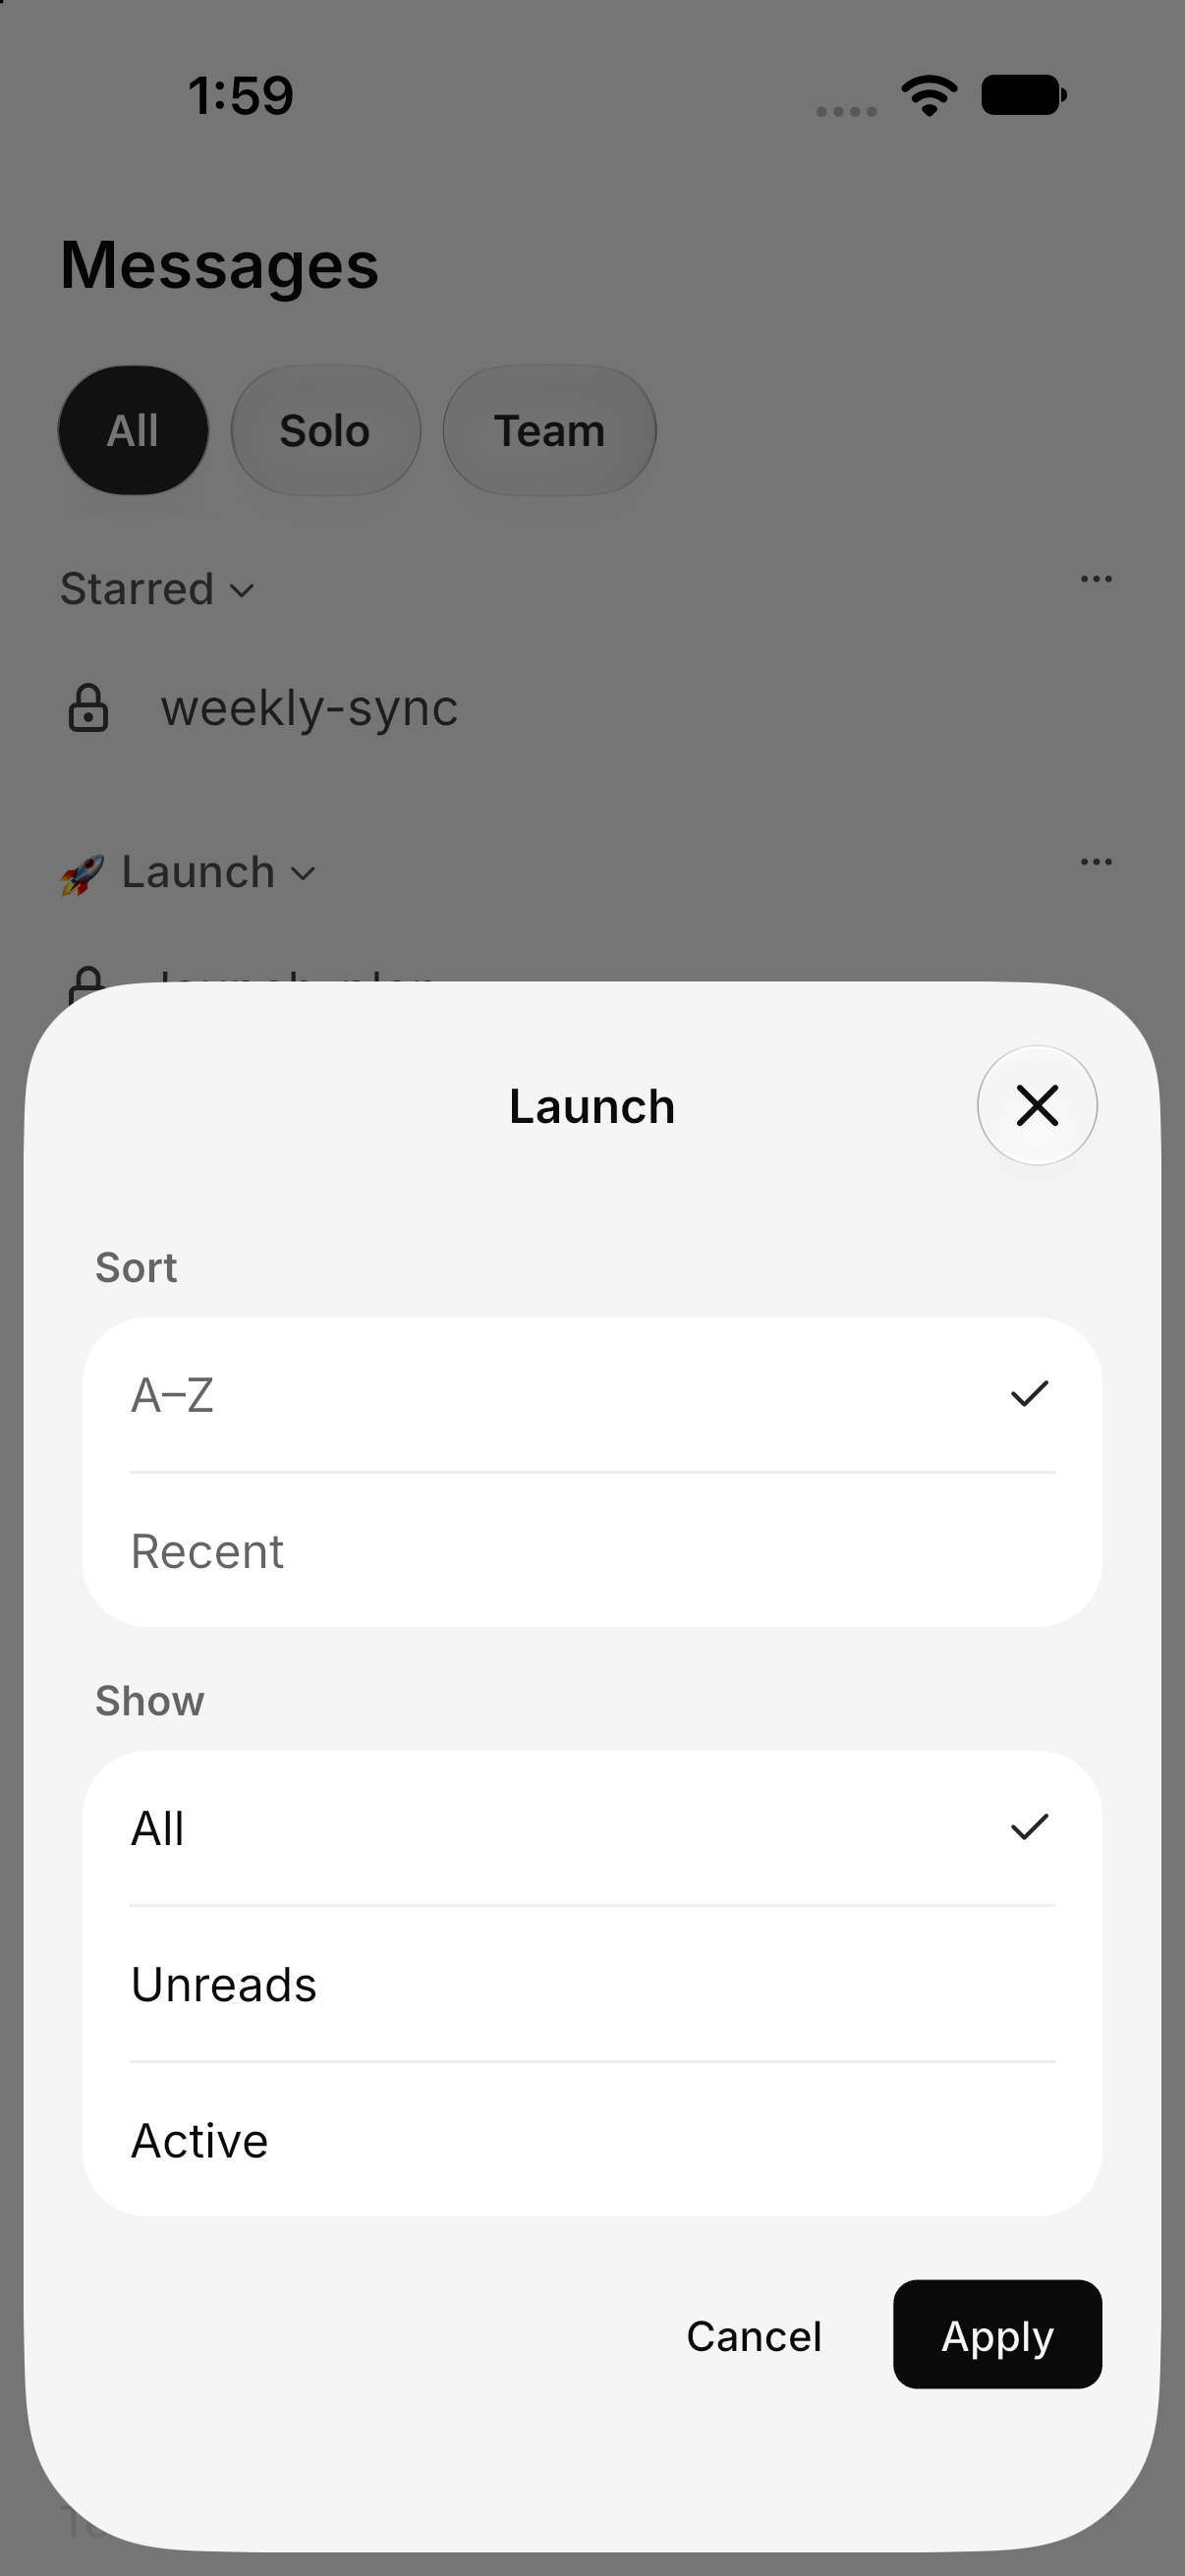 1:59
Messages
All
Solo
Team
Starred
weekly-sync
🚀 Launch
Launch
Sort
A–Z
Recent
Show
All
Unreads
Active
Cancel
Apply